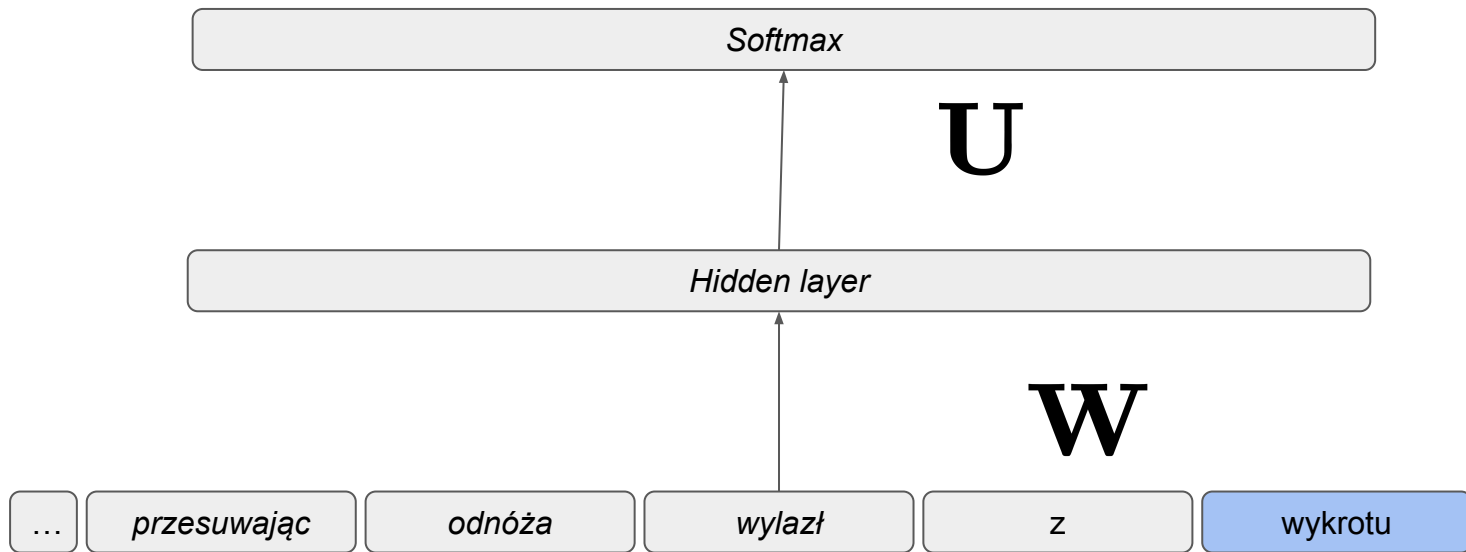 Softmax
U
Hidden layer
W
… przesuwając odnóża wylazł z wykrotu